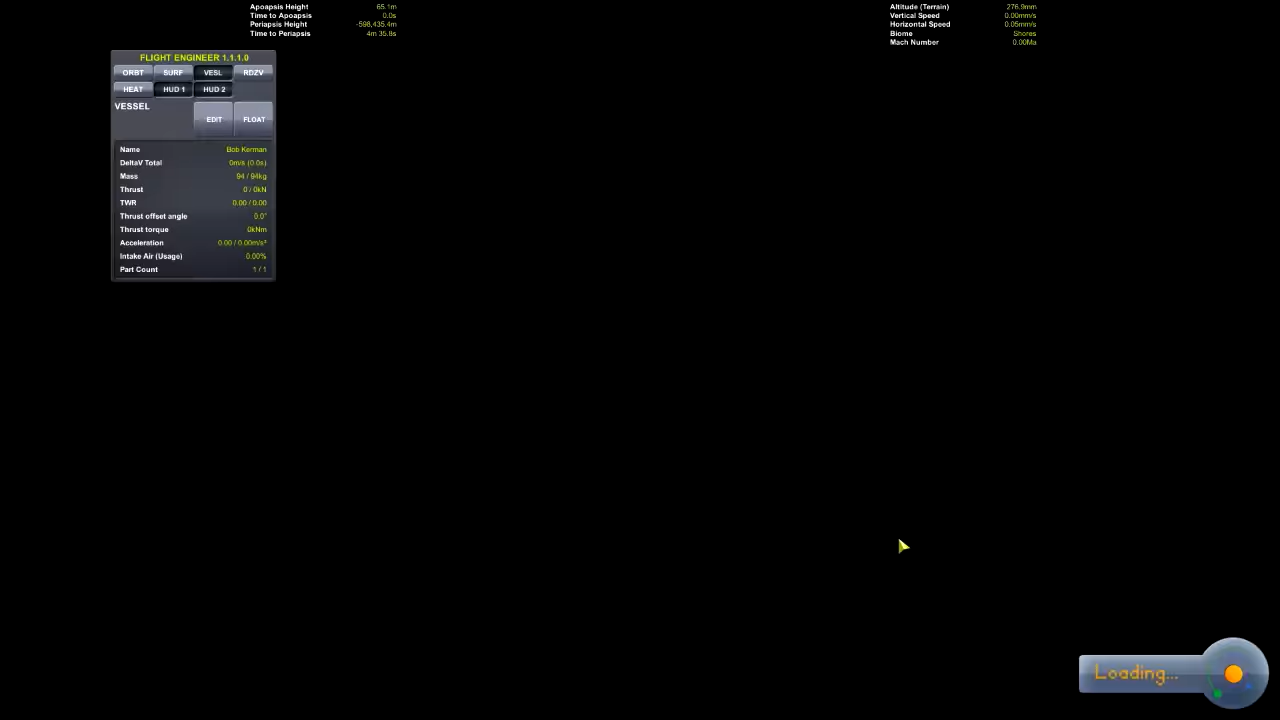 Apoapsis Height 65.1m
Time to Apoapsis 0.0s
Periapsis Height -598,435.4m
Time to Periapsis 4m 35.8s
Altitude (Terrain) 276.9mm
Vertical Speed 0.00mm/s
Horizontal Speed 0.05mm/s
Biome Shores
Mach Number 0.00Ma
FLIGHT ENGINEER 1.1.1.0
ORBT SURF VESL RDZV
HEAT HUD 1 HUD 2
VESSEL
EDIT FLOAT
Name Bob Kerman
DeltaV Total 0m/s (0.0s)
Mass 94 / 94kg
Thrust 0 / 0kN
TWR 0.00 / 0.00
Thrust offset angle 0.0°
Thrust torque 0kNm
Acceleration 0.00 / 0.00m/s²
Intake Air (Usage) 0.00%
Part Count 1 / 1
Loading...